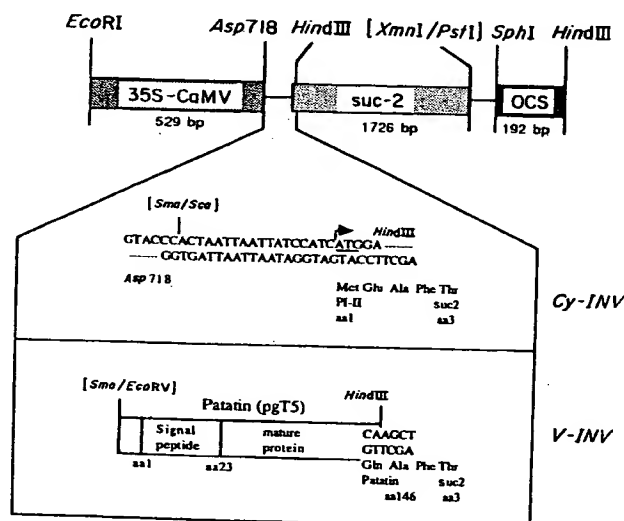 EcoRI Asp718 HindIII [XmnI/PstI] SphI HindIII
35S-CaMV suc-2 OCS
529 bp 1726 bp 192 bp
[Sma/Sca] HindIII
GTACCCACTAATTAATTATCCATCATGGA
GGTGATTAATTAATAGGTAGTACCTTCGA
Asp 718
Met Glu Ala Phe Thr
PI-II suc2
aa1 aa3
Cy-INV
[Sma/EcoRV] HindIII
Patatin (pgT5)
Signal peptide mature protein
CAAGCT
GTTCGA
aa1 aa23
Gln Ala Phe Thr
Patatin suc2
aa146 aa3
V-INV